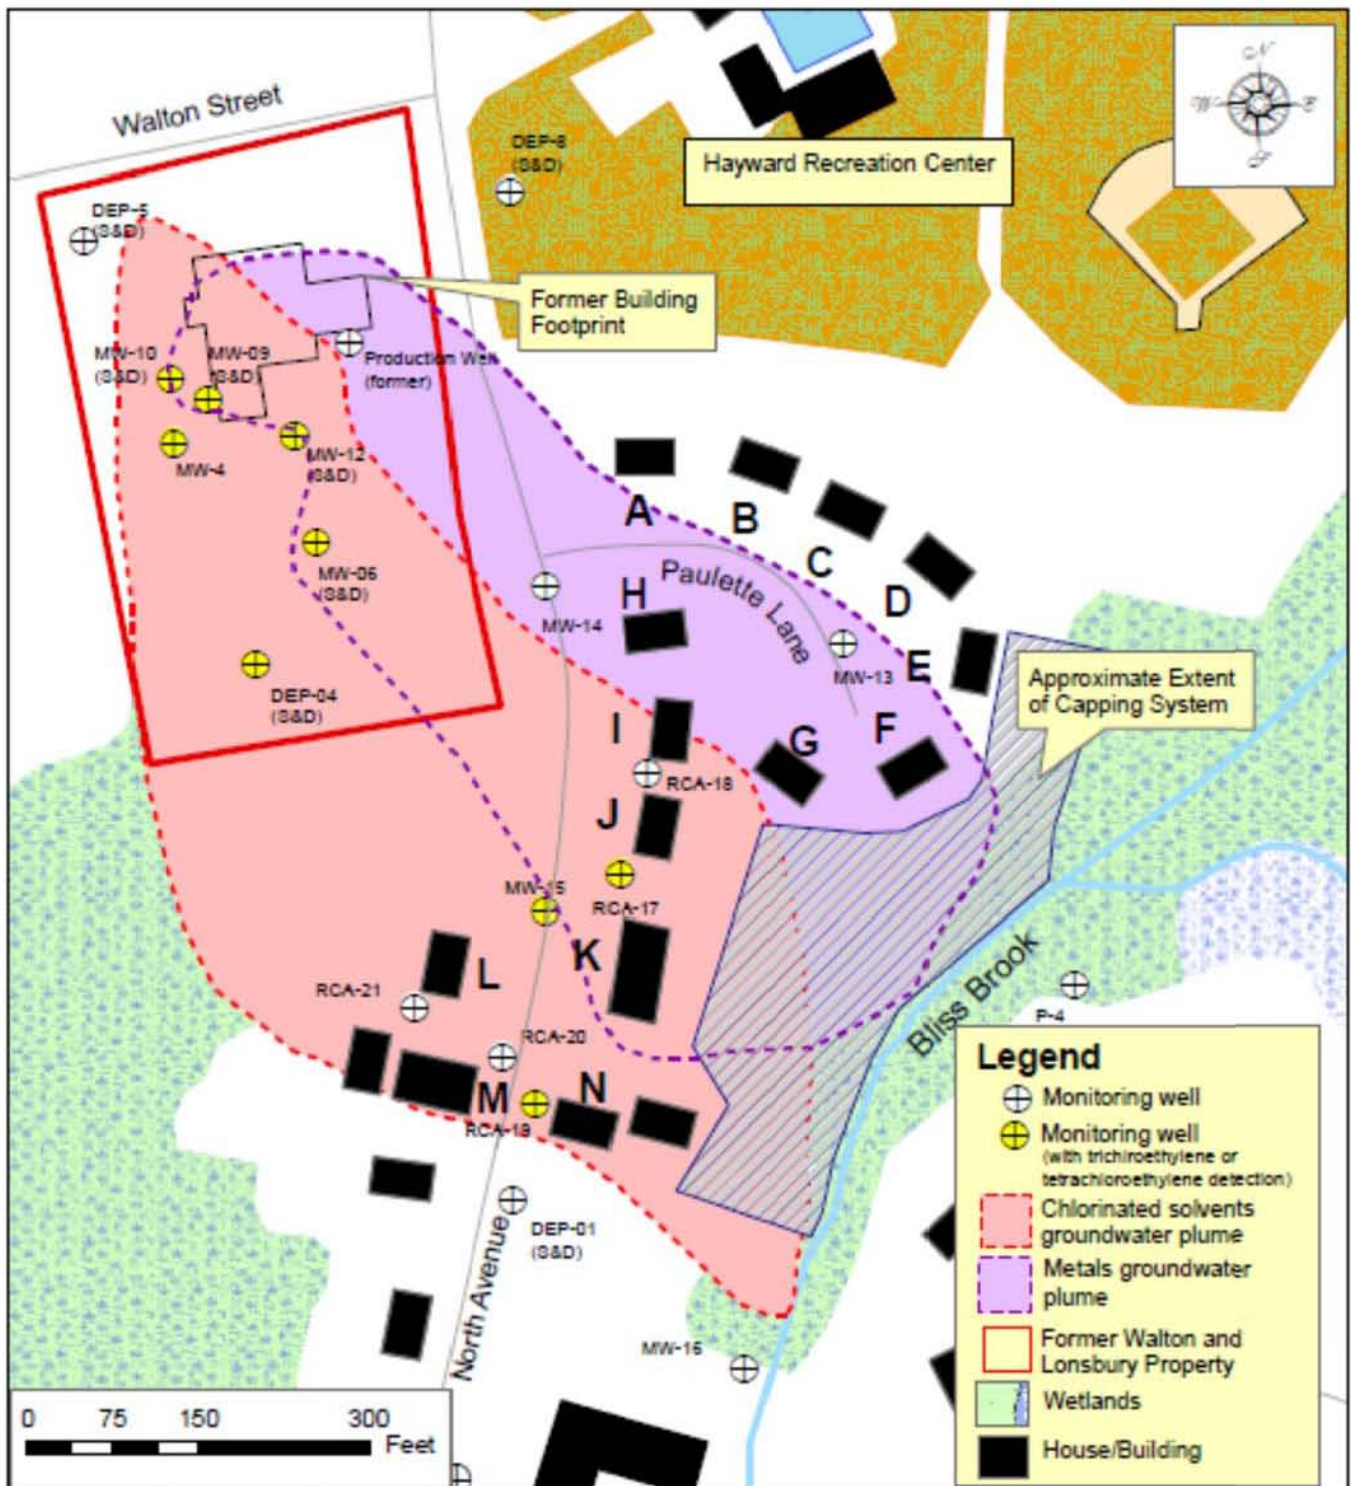 N
W
E
S
Walton Street
DEP-8
(S&D)
Hayward Recreation Center
DEP-5
(S&D)
Former Building
Footprint
MW-10
(S&D)
MW-09
(S&D)
Production Well
(former)
MW-4
MW-12
(S&D)
A
B
C
D
E
F
G
H
I
J
K
L
M
N
Paulette Lane
MW-06
(S&D)
MW-14
MW-13
DEP-04
(S&D)
Approximate Extent
of Capping System
RCA-18
MW-15
RCA-17
RCA-21
RCA-20
RCA-19
Bliss Brook
P-4
DEP-01
(S&D)
North Avenue
MW-16
Legend
Monitoring well
Monitoring well
(with trichlroethylene or
tetrachloroethylene detection)
Chlorinated solvents
groundwater plume
Metals groundwater
plume
Former Walton and
Lonsbury Property
Wetlands
House/Building
0 75 150 300
Feet